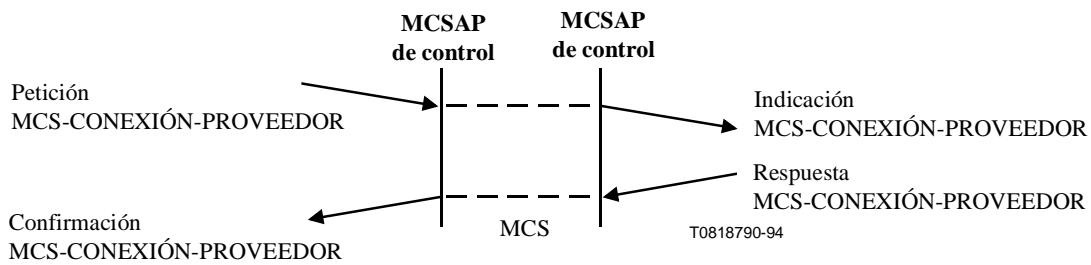 MCSAP
de control
MCSAP
de control
Petición
MCS-CONEXIÓN-PROVEEDOR
Indicación
MCS-CONEXIÓN-PROVEEDOR
Respuesta
MCS-CONEXIÓN-PROVEEDOR
Confirmación
MCS-CONEXIÓN-PROVEEDOR
MCS
T0818790-94